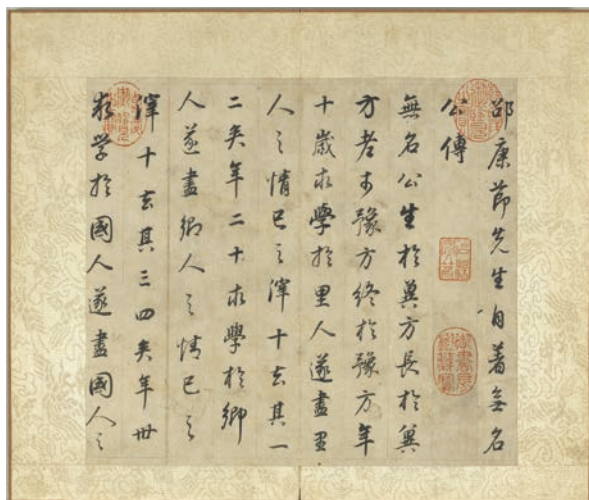 邵康節先生自著無名
公傳
無名公生於冀方長於冀
方老於豫方終於豫方年
十歲求學於里人遂盡里
人之情己之滓十去其一
二矣年二十求學於鄉
人遂盡鄉人之情己之
滓十去其三四矣年卅
求学於國人遂盡國人之